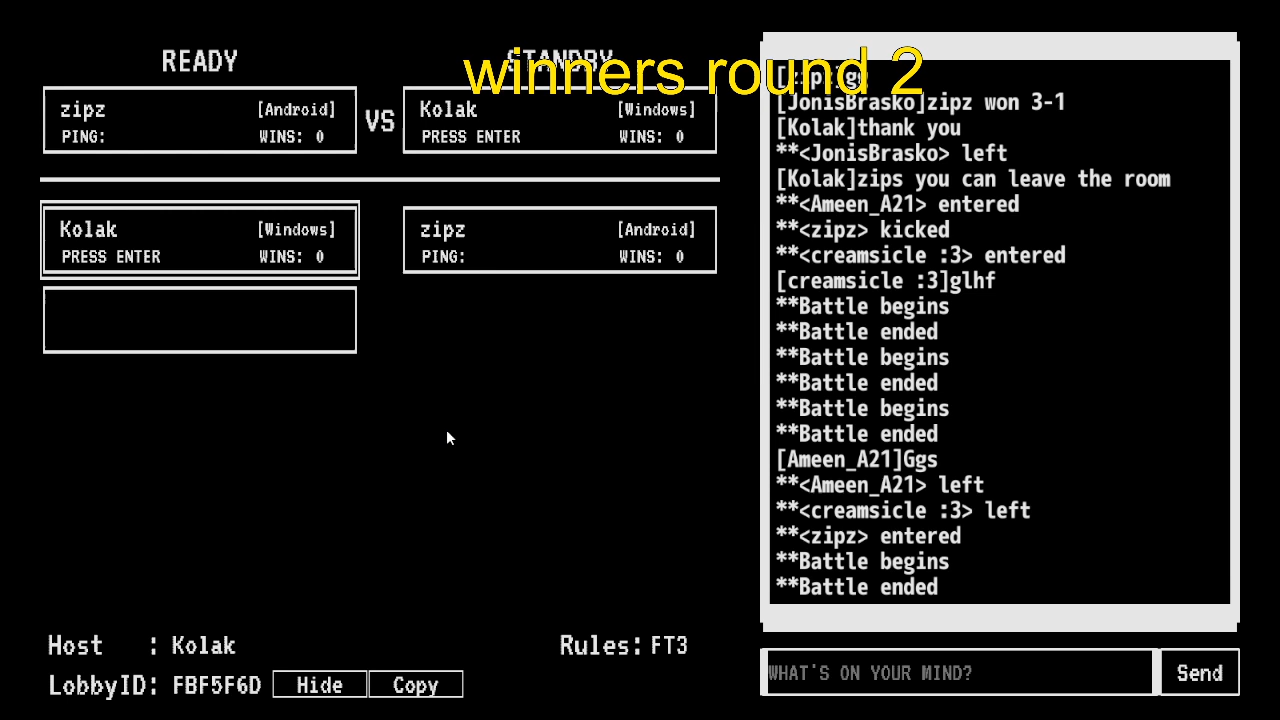 winners round 2
READY
STANDBY
zipz [Android]
PING: WINS: 0
VS
Kolak [Windows]
PRESS ENTER WINS: 0
Kolak [Windows]
PRESS ENTER WINS: 0
zipz [Android]
PING: WINS: 0
[zipz]gg
[JonisBrasko]zipz won 3-1
[Kolak]thank you
**<JonisBrasko> left
[Kolak]zips you can leave the room
**<Ameen_A21> entered
**<zipz> kicked
**<creamsicle :3> entered
[creamsicle :3]glhf
**Battle begins
**Battle ended
**Battle begins
**Battle ended
**Battle begins
**Battle ended
[Ameen_A21]Ggs
**<Ameen_A21> left
**<creamsicle :3> left
**<zipz> entered
**Battle begins
**Battle ended
Host : Kolak
Rules: FT3
LobbyID: FBF5F6D Hide Copy
WHAT'S ON YOUR MIND? Send